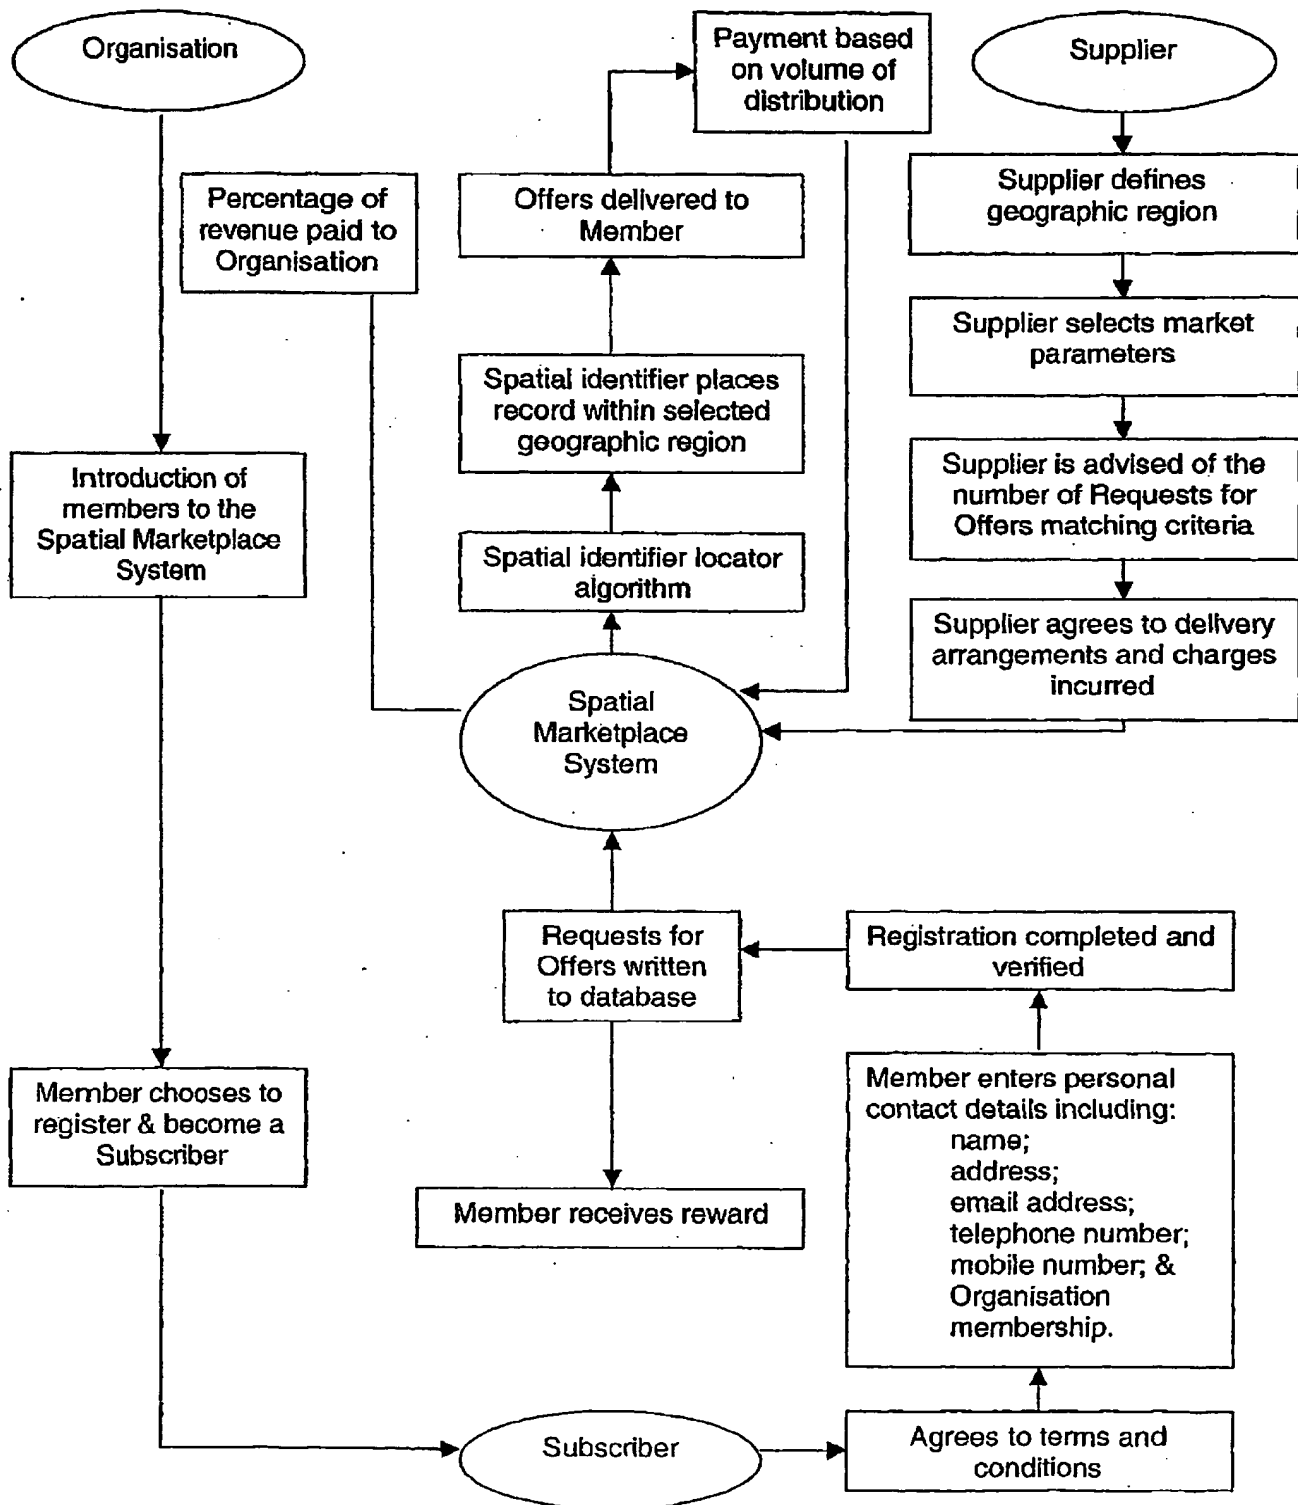 Organisation
Payment based
on volume of
distribution
Supplier
Percentage of
revenue paid to
Organisation
Offers delivered to
Member
Supplier defines
geographic region
Supplier selects market
parameters
Spatial identifier places
record within selected
geographic region
Introduction of
members to the
Spatial Marketplace
System
Supplier is advised of the
number of Requests for
Offers matching criteria
Spatial identifier locator
algorithm
Supplier agrees to delivery
arrangements and charges
incurred
Spatial
Marketplace
System
Requests for
Offers written
to database
Registration completed and
verified
Member chooses to
register & become a
Subscriber
Member enters personal
contact details including:
name;
address;
email address;
telephone number;
mobile number; &
Organisation
membership.
Member receives reward
Subscriber
Agrees to terms and
conditions